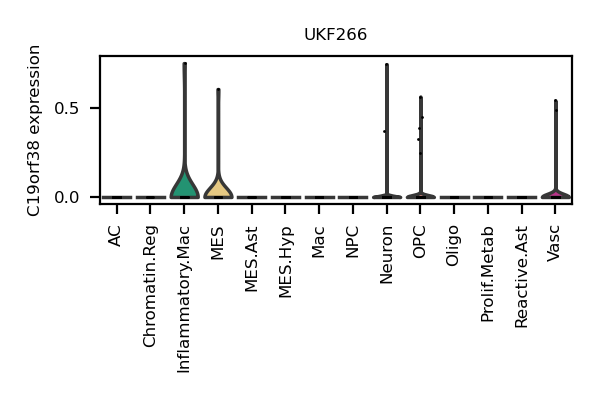 UKF266
C19orf38 expression
0.5
0.0
AC
Chromatin.Reg
Inflammatory.Mac
MES
MES.Ast
MES.Hyp
Mac
NPC
Neuron
OPC
Oligo
Prolif.Metab
Reactive.Ast
Vasc